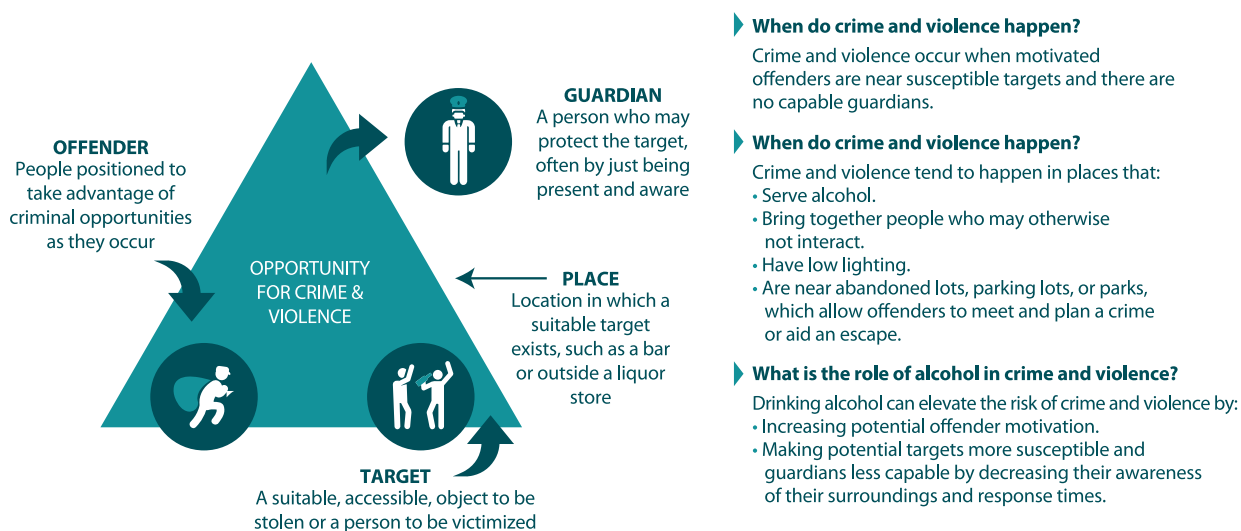 OFFENDER
People positioned to
take advantage of
criminal opportunities
as they occur
GUARDIAN
A person who may
protect the target,
often by just being
present and aware
OPPORTUNITY
FOR CRIME &
VIOLENCE
PLACE
Location in which a
suitable target
exists, such as a bar
or outside a liquor
store
TARGET
A suitable, accessible, object to be
stolen or a person to be victimized
When do crime and violence happen?
Crime and violence occur when motivated
offenders are near susceptible targets and there are
no capable guardians.
When do crime and violence happen?
Crime and violence tend to happen in places that:
• Serve alcohol.
• Bring together people who may otherwise
not interact.
• Have low lighting.
• Are near abandoned lots, parking lots, or parks,
which allow offenders to meet and plan a crime
or aid an escape.
What is the role of alcohol in crime and violence?
Drinking alcohol can elevate the risk of crime and violence by:
• Increasing potential offender motivation.
• Making potential targets more susceptible and
guardians less capable by decreasing their awareness
of their surroundings and response times.